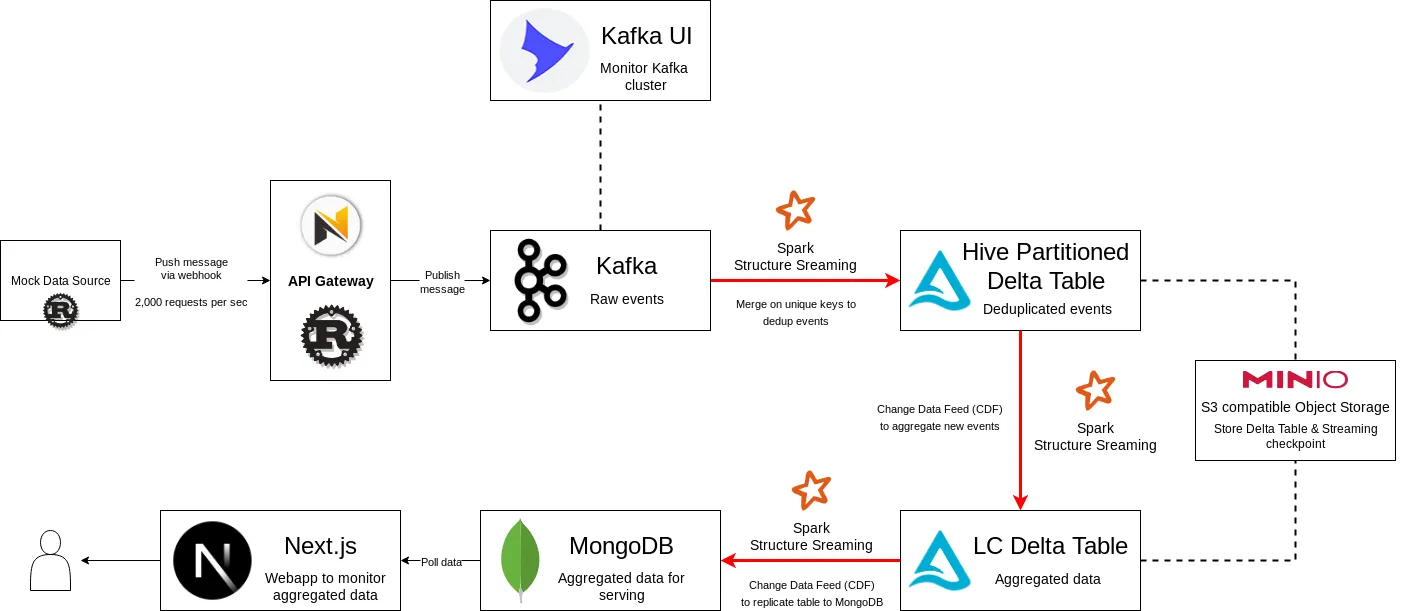 Kafka UI
Monitor Kafka
cluster
Mock Data Source
R
Push message
via webhook
2,000 requests per sec
API Gateway
R
Publish
message
Kafka
Raw events
Spark
Structure Sreaming
Merge on unique keys to
dedup events
Hive Partitioned
Delta Table
Deduplicated events
Change Data Feed (CDF)
to aggregate new events
Spark
Structure Sreaming
MINIO
S3 compatible Object Storage
Store Delta Table & Streaming
checkpoint
LC Delta Table
Aggregated data
Spark
Structure Sreaming
Change Data Feed (CDF)
to replicate table to MongoDB
MongoDB
Aggregated data for
serving
Poll data
N
Next.js
Webapp to monitor
aggregated data